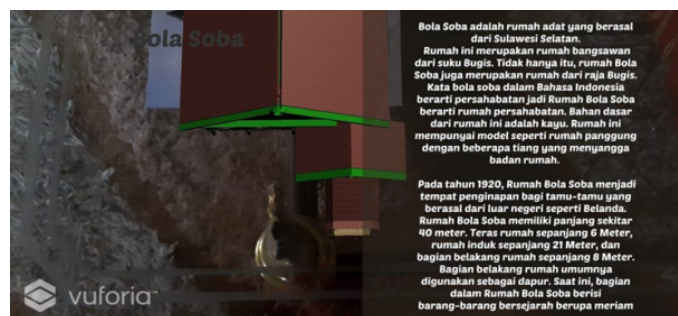 Bola Soba
Bola Soba adalah rumah adat yang berasal
dari Sulawesi Selatan.
Rumah ini merupakan rumah bangsawan
dari suku Bugis. Tidak hanya itu, rumah Bola
Soba juga merupakan rumah dari raja Bugis.
Kata bola soba dalam Bahasa Indonesia
berarti persahabatan jadi Rumah Bola Soba
berarti rumah persahabatan. Bahan dasar
dari rumah ini adalah kayu. Rumah ini
mempunyai model seperti rumah panggung
dengan beberapa tiang yang menyangga
badan rumah.
Pada tahun 1920, Rumah Bola Soba menjadi
tempat penginapan bagi tamu-tamu yang
berasal dari luar negeri seperti Belanda.
Rumah Bola Soba memiliki panjang sekitar
40 meter. Teras rumah sepanjang 6 Meter,
rumah induk sepanjang 21 Meter, dan
bagian belakang rumah sepanjang 8 Meter.
Bagian belakang rumah umumnya
digunakan sebagai dapur. Saat ini, bagian
dalam Rumah Bola Soba berisi
barang-barang bersejarah berupa meriam
vuforia™